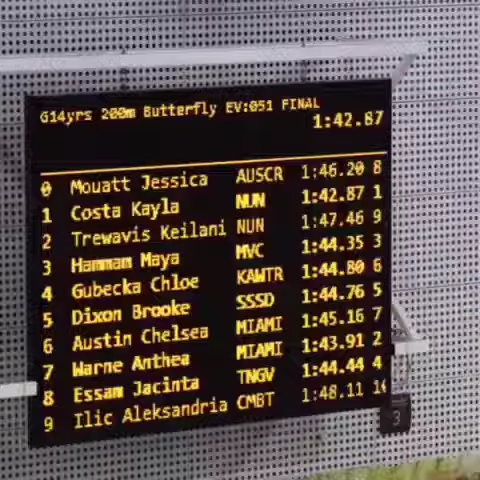 G14yrs 200m Butterfly EV:051 FINAL
1:42.87
0 Mouatt Jessica AUSCR 1:46.20 8
1 Costa Kayla NUN 1:42.87 1
2 Trewavis Keilani NUN 1:47.46 9
3 Hammam Maya MVC 1:44.35 3
4 Gubecka Chloe KAWTR 1:44.80 6
5 Dixon Brooke SSSD 1:44.76 5
6 Austin Chelsea MIAMI 1:45.16 7
7 Warne Anthea MIAMI 1:43.91 2
8 Essam Jacinta TNGV 1:44.44 4
9 Ilic Aleksandria CMBT 1:48.11 10
3